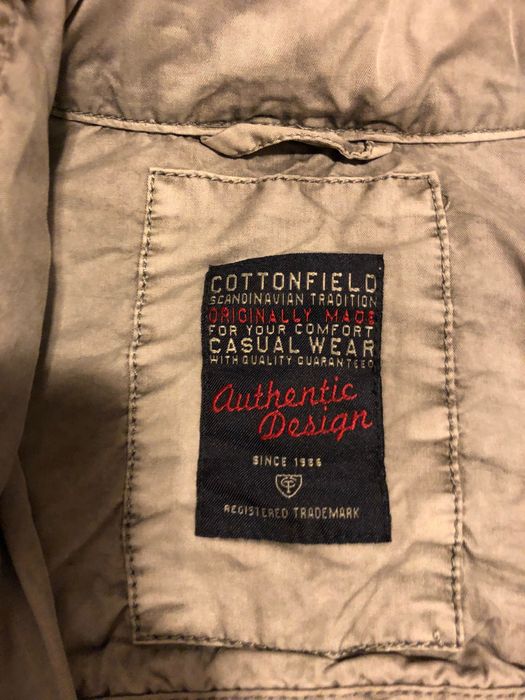 COTTONFIELD
SCANDINAVIAN TRADITION
ORIGINALLY MADE
FOR YOUR COMFORT
CASUAL WEAR
WITH QUALITY GUARANTEED
Authentic
Design
SINCE 1986
REGISTERED TRADEMARK